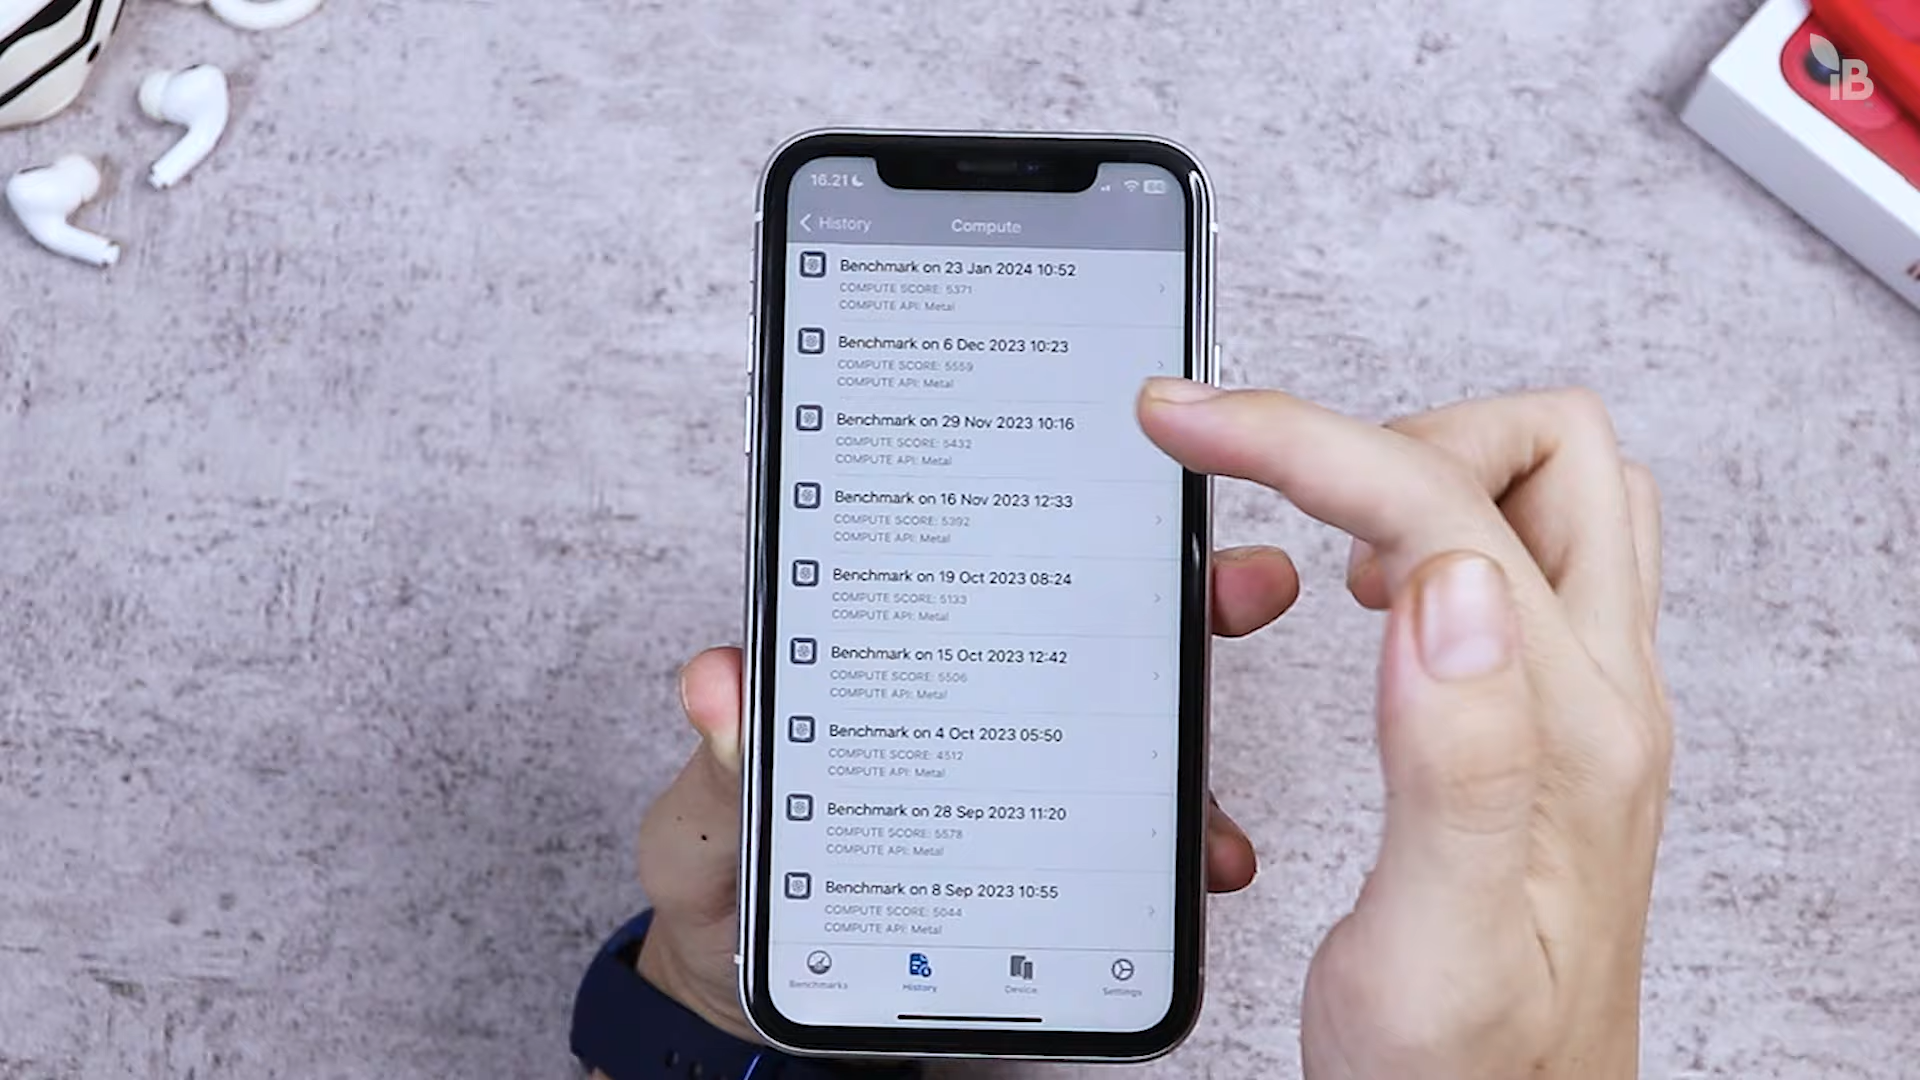 iB
16.21
History
Compute
Benchmark on 23 Jan 2024 10:52
COMPUTE SCORE: 5371
COMPUTE API: Metal
Benchmark on 6 Dec 2023 10:23
COMPUTE SCORE: 5559
COMPUTE API: Metal
Benchmark on 29 Nov 2023 10:16
COMPUTE SCORE: 5432
COMPUTE API: Metal
Benchmark on 16 Nov 2023 12:33
COMPUTE SCORE: 5392
COMPUTE API: Metal
Benchmark on 19 Oct 2023 08:24
COMPUTE SCORE: 5133
COMPUTE API: Metal
Benchmark on 15 Oct 2023 12:42
COMPUTE SCORE: 5506
COMPUTE API: Metal
Benchmark on 4 Oct 2023 05:50
COMPUTE SCORE: 4512
COMPUTE API: Metal
Benchmark on 28 Sep 2023 11:20
COMPUTE SCORE: 5578
COMPUTE API: Metal
Benchmark on 8 Sep 2023 10:55
COMPUTE SCORE: 5044
COMPUTE API: Metal
Benchmarks
History
Device
Settings